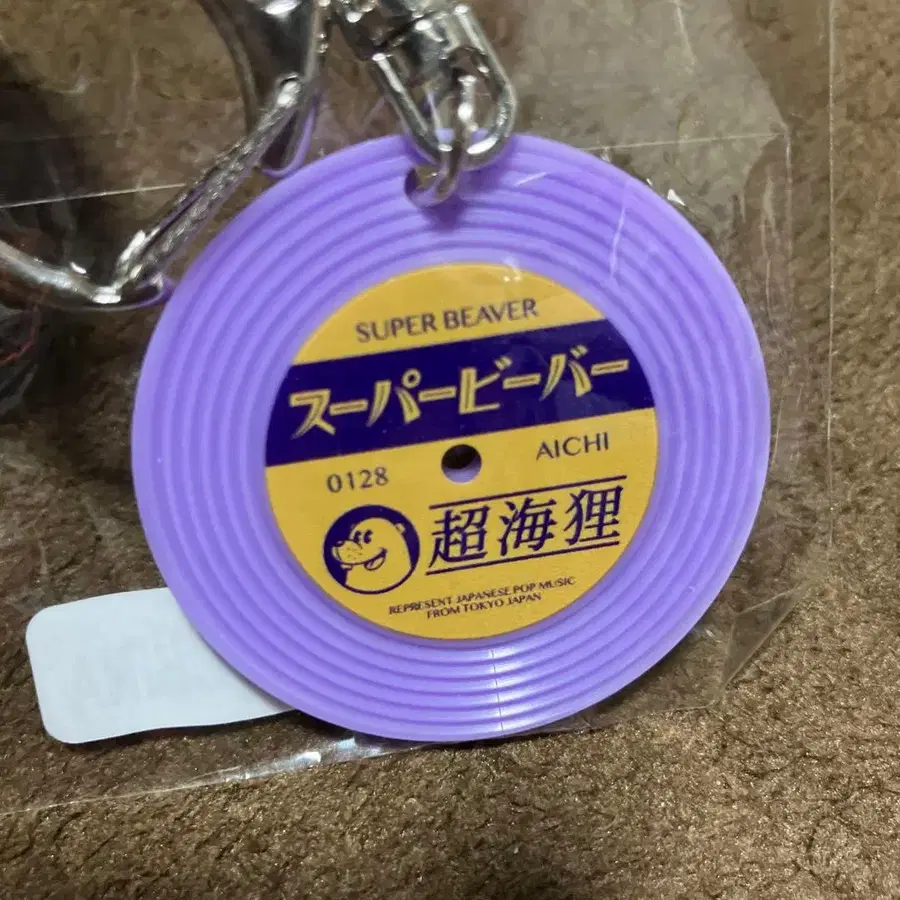 SUPER BEAVER
スーパービーバー
0128 AICHI
超海狸
REPRESENT JAPANESE POP MUSIC
FROM TOKYO JAPAN